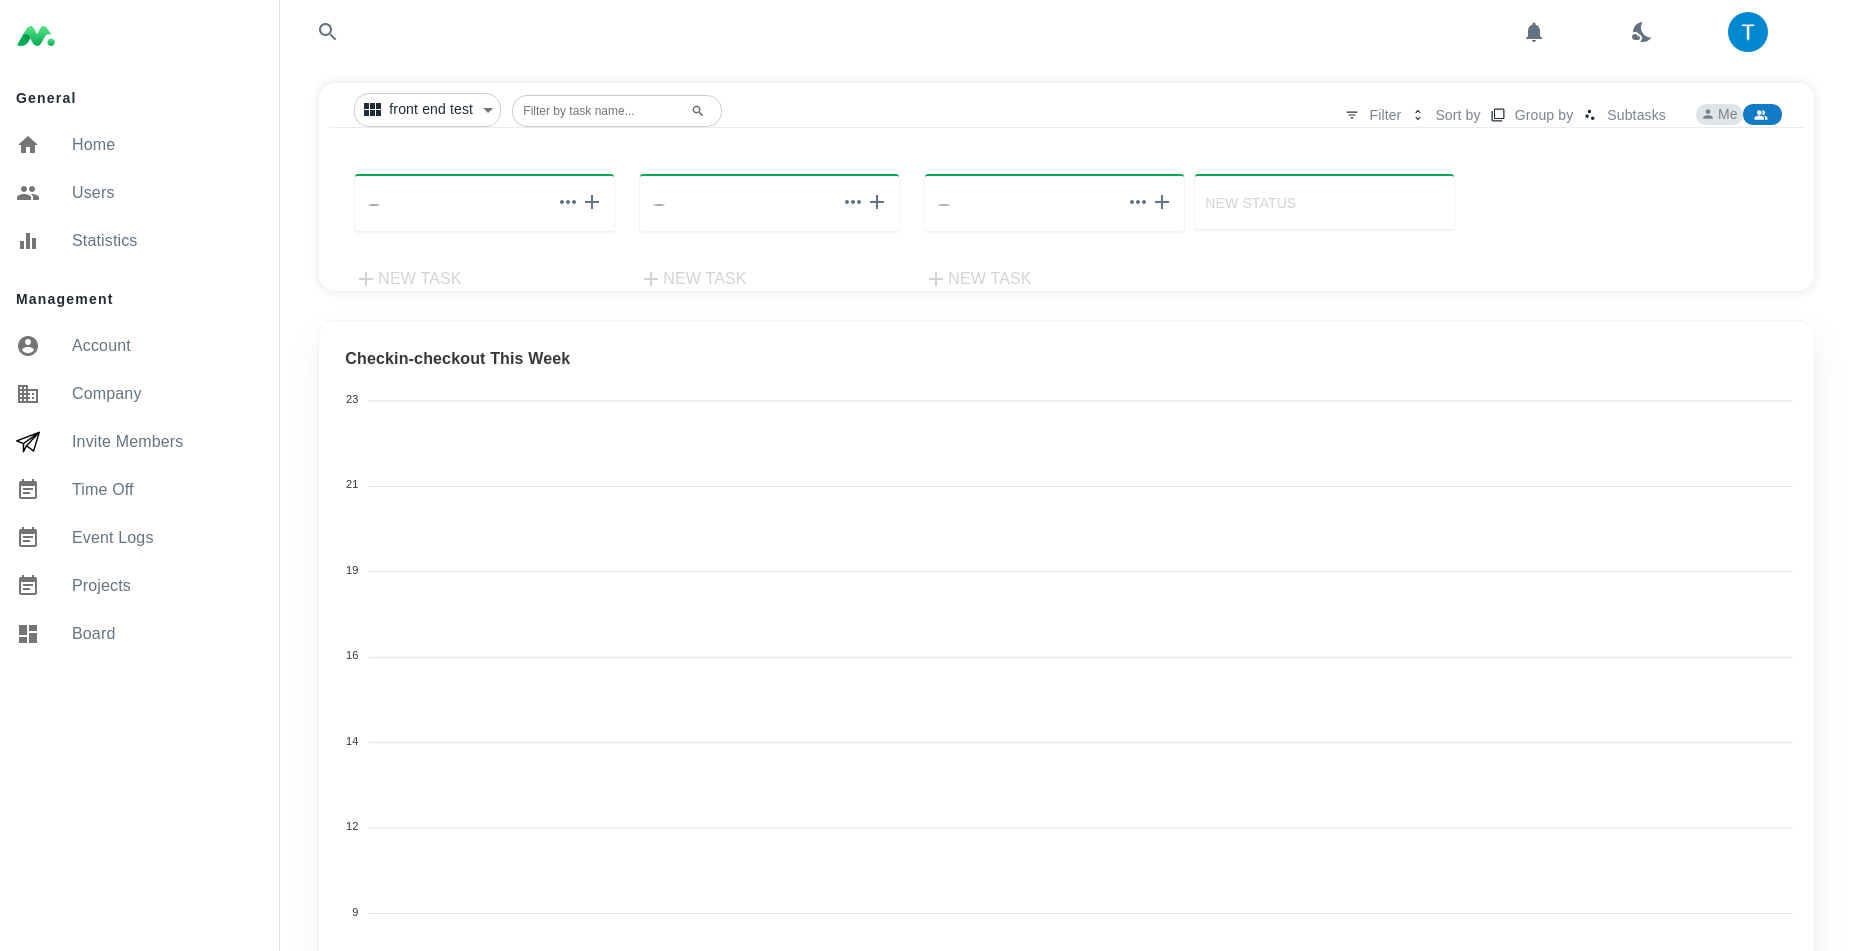 T
General
Home
Users
Statistics
Management
Account
Company
Invite Members
Time Off
Event Logs
Projects
Board
front end test
Filter by task name...
Filter
Sort by
Group by
Subtasks
Me
NEW STATUS
NEW TASK
NEW TASK
NEW TASK
Checkin-checkout This Week
23
21
19
16
14
12
9